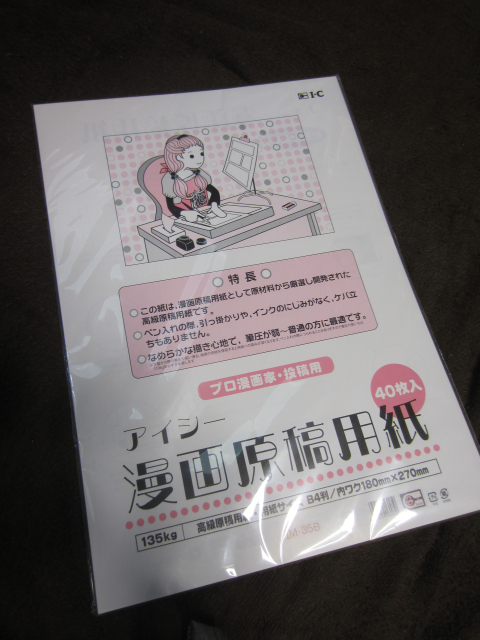 I-C
特長
この紙は、漫画原稿用紙として原材料から厳選し開発された
高級原稿用紙です。
ペン入れの際、引っ掛かりや、インクのにじみがなく、ケバ立
ちもありません。
なめらかな描き心地で、筆圧が弱〜普通の方に最適です。
プロ漫画家・投稿用
40枚入
アイシー
漫画原稿用紙
135kg 高級原稿用 用紙サイズ B4判/内ワク180mm×270mm
IM-35B